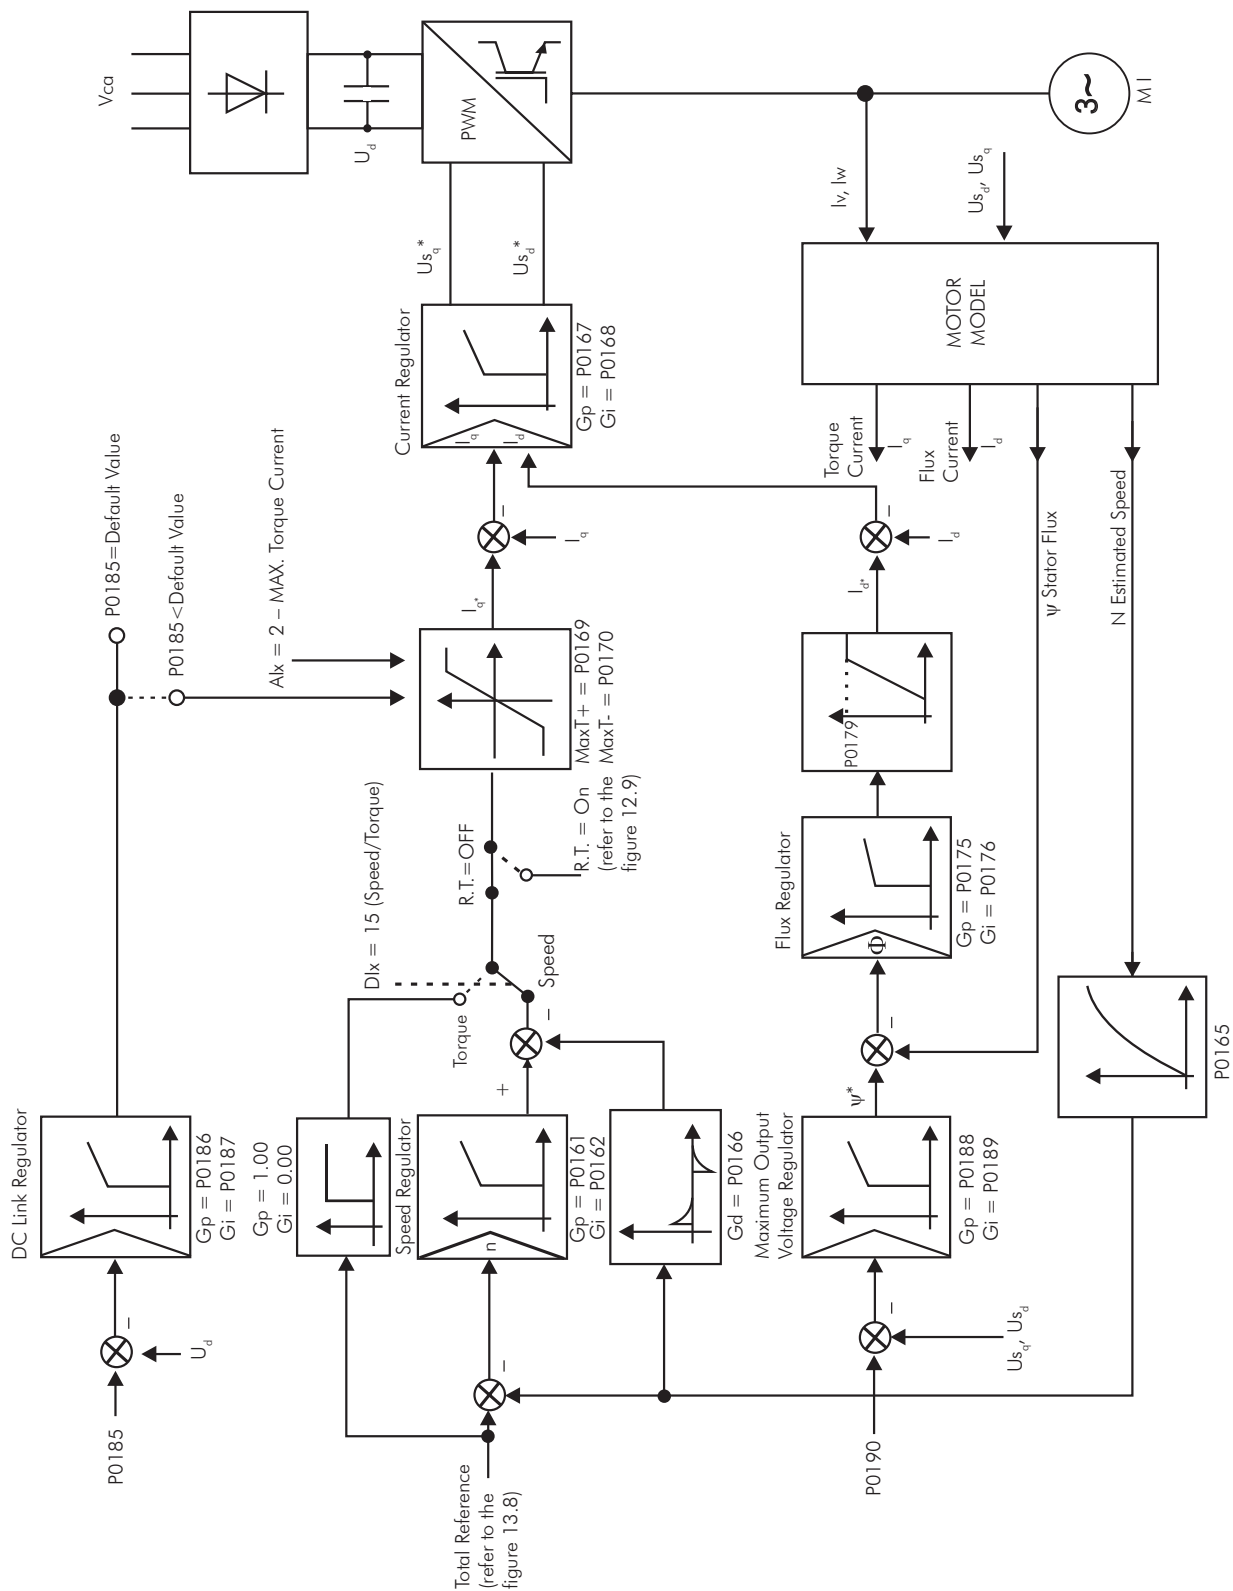 Vca
U_d
PWM
3~
M I
Iv, Iw
Us_d, Us_q
Us_q*
Us_d*
Current Regulator
I_q
I_d
Gp = P0167
Gi = P0168
MOTOR
MODEL
Torque
Current
I_q
Flux
Current
I_d
ψ Stator Flux
N Estimated Speed
P0185=Default Value
P0185<Default Value
AIx = 2 – MAX. Torque Current
–
I_q
–
I_d
I_q*
I_d*
MaxT+ = P0169
MaxT- = P0170
P0179
DIx = 15 (Speed/Torque)
R.T.=OFF
R.T. = On
(refer to the
figure 12.9)
Speed
Torque
Flux Regulator
Φ
Gp = P0175
Gi = P0176
–
+
–
ψ*
P0165
DC Link Regulator
Gp = P0186
Gi = P0187
Gp = 1.00
Gi = 0.00
Speed Regulator
n
Gp = P0161
Gi = P0162
Gd = P0166
Maximum Output
Voltage Regulator
Gp = P0188
Gi = P0189
–
U_d
–
–
Us_q, Us_d
P0185
P0190
Total Reference
(refer to the
figure 13.8)